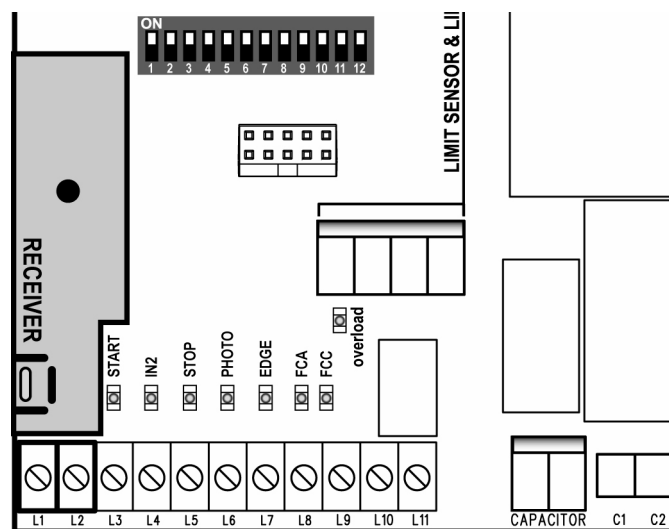 ON
1 2 3 4 5 6 7 8 9 10 11 12
LIMIT SENSOR & LI
RECEIVER
START
IN2
STOP
PHOTO
EDGE
FCA
FCC
overload
L1 L2 L3 L4 L5 L6 L7 L8 L9 L10 L11
CAPACITOR C1 C2